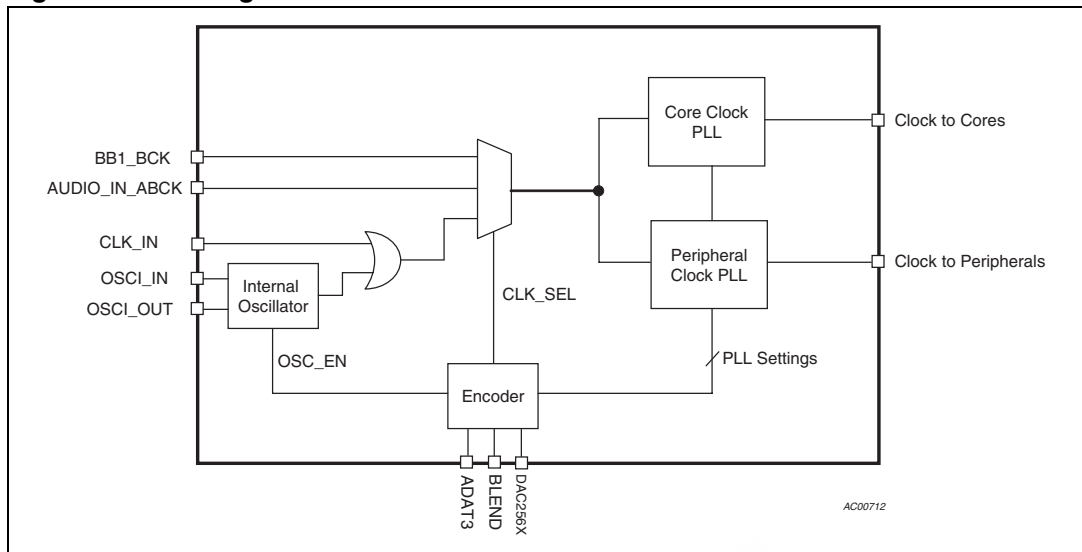 BB1_BCK
AUDIO_IN_ABCK
CLK_IN
OSCI_IN
OSCI_OUT
Internal
Oscillator
OSC_EN
CLK_SEL
Encoder
ADAT3
BLEND
DAC256X
Core Clock
PLL
Peripheral
Clock PLL
PLL Settings
Clock to Cores
Clock to Peripherals
AC00712